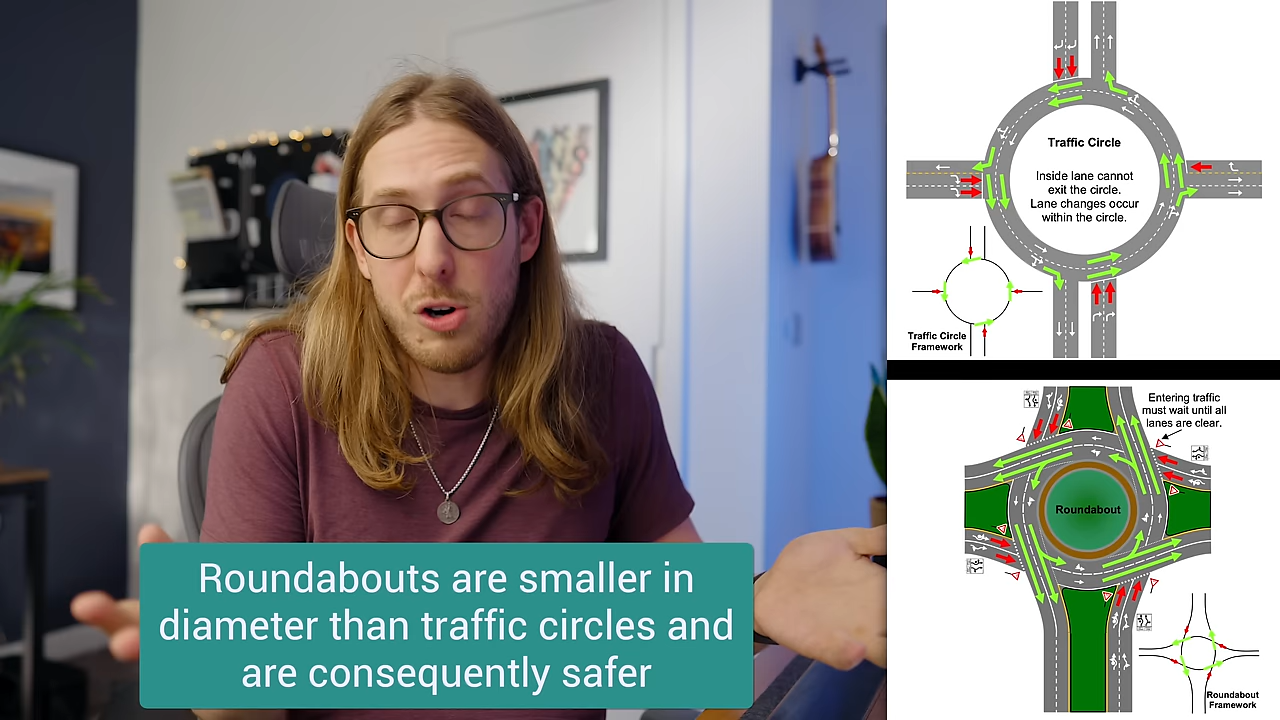 Roundabouts are smaller in
diameter than traffic circles and
are consequently safer
Traffic Circle
Inside lane cannot
exit the circle.
Lane changes occur
within the circle.
Traffic Circle
Framework
Entering traffic
must wait until all
lanes are clear.
Roundabout
Roundabout
Framework